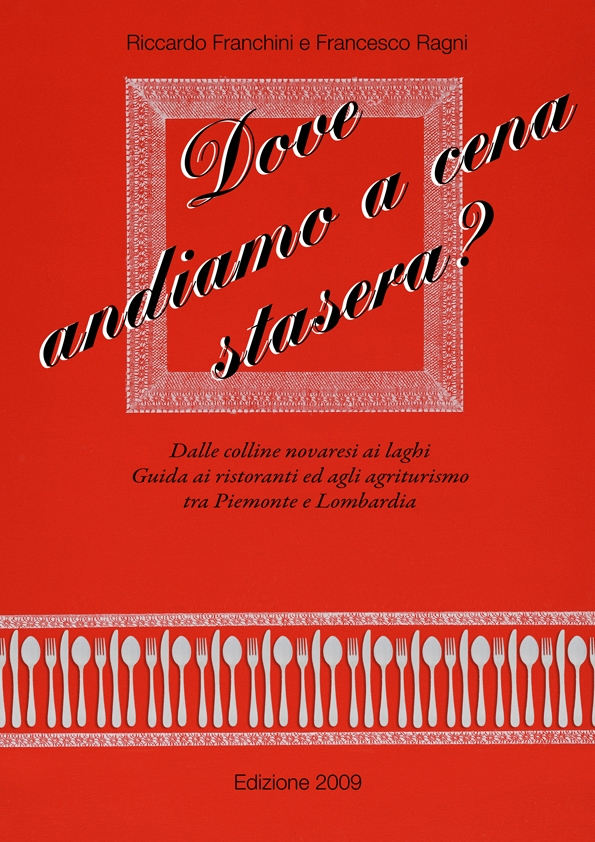 Riccardo Franchini e Francesco Ragni
Dove
andiamo a cena
stasera?
Dalle colline novaresi ai laghi
Guida ai ristoranti ed agli agriturismo
tra Piemonte e Lombardia
Edizione 2009